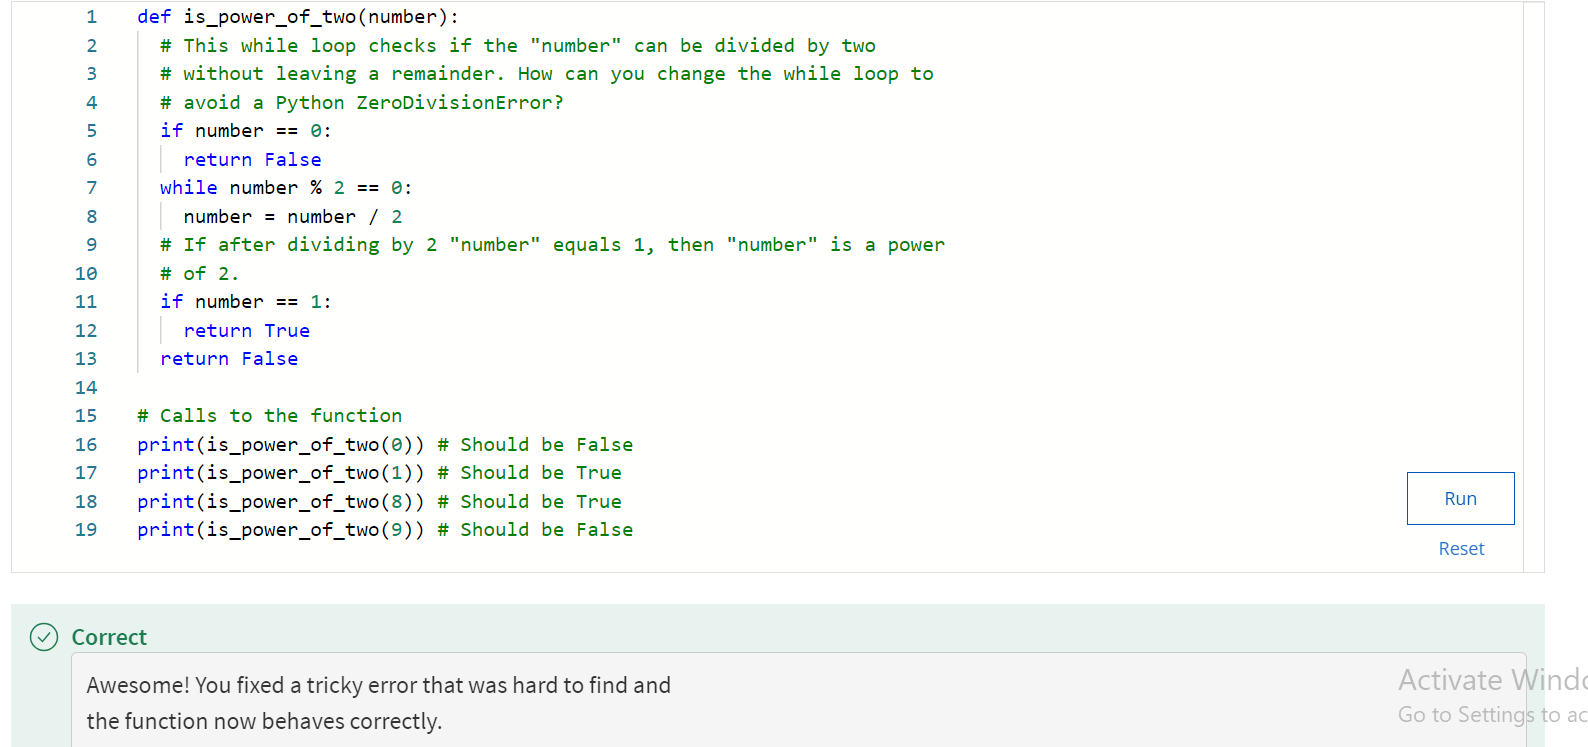 1 def is_power_of_two(number):
2 # This while loop checks if the "number" can be divided by two
3 # without leaving a remainder. How can you change the while loop to
4 # avoid a Python ZeroDivisionError?
5 if number == 0:
6 return False
7 while number % 2 == 0:
8 number = number / 2
9 # If after dividing by 2 "number" equals 1, then "number" is a power
10 # of 2.
11 if number == 1:
12 return True
13 return False
14
15 # Calls to the function
16 print(is_power_of_two(0)) # Should be False
17 print(is_power_of_two(1)) # Should be True
18 print(is_power_of_two(8)) # Should be True
19 print(is_power_of_two(9)) # Should be False
Run
Reset
Correct
Awesome! You fixed a tricky error that was hard to find and
the function now behaves correctly.
Activate Windo
Go to Settings to ac